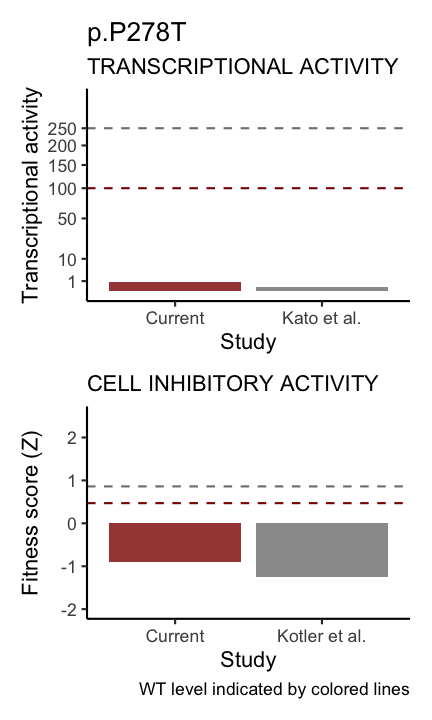 p.P278T
TRANSCRIPTIONAL ACTIVITY
Transcriptional activity
250
200
150
100
50
10
1
Current
Kato et al.
Study
CELL INHIBITORY ACTIVITY
Fitness score (Z)
2
1
0
-1
-2
Current
Kotler et al.
Study
WT level indicated by colored lines